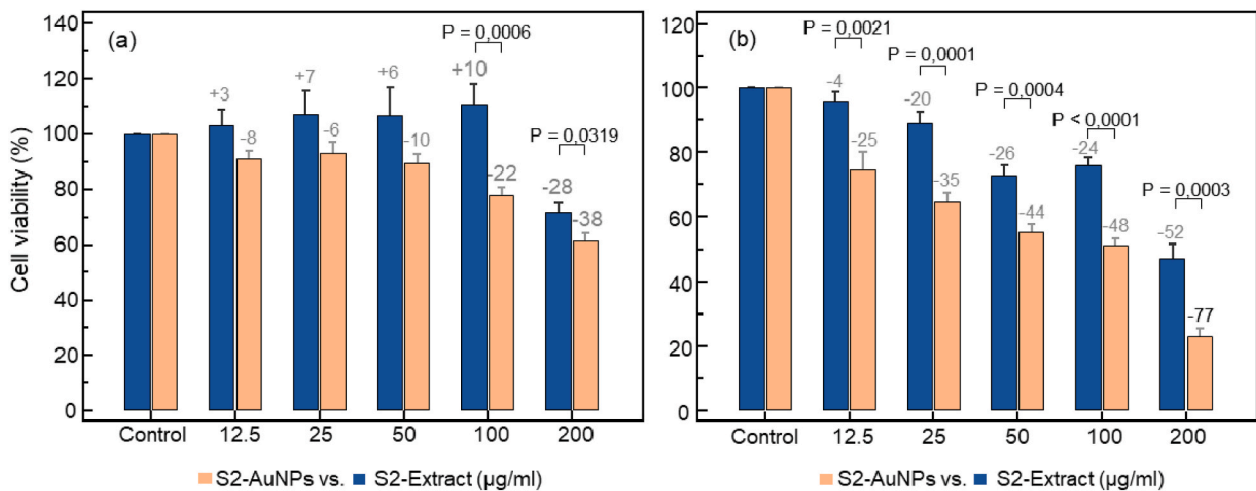 (a)
Cell viability (%)
140
120
100
80
60
40
20
0
P = 0,0006
P = 0,0319
+3
-8
+7
-6
+6
-10
+10
-22
-28
-38
Control 12.5 25 50 100 200
S2-AuNPs vs. S2-Extract (µg/ml)
(b)
120
100
80
60
40
20
0
P = 0,0021
P = 0,0001
P = 0,0004
P < 0,0001
P = 0,0003
-4
-25
-20
-35
-26
-44
-24
-48
-52
-77
Control 12.5 25 50 100 200
S2-AuNPs vs. S2-Extract (µg/ml)